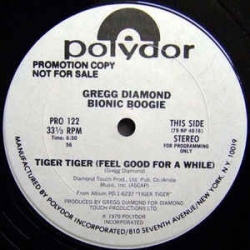 polydor
PROMOTION COPY
NOT FOR SALE
GREGG DIAMOND
BIONIC BOOGIE
PRO 122
33⅓ RPM
Time: 6:50
THIS SIDE
STEREO
FOR PROGRAMMING
ONLY
TIGER TIGER (FEEL GOOD FOR A WHILE)
(Gregg Diamond)
Diamond Touch Prod., Ltd. Pub. Co./Arista
Music, Inc. (ASCAP)
From Album PD-1-6237 "TIGER TIGER"
PRODUCED BY GREGG DIAMOND FOR DIAMOND
TOUCH PRODUCTIONS LTD.
℗ 1979 POLYDOR
INCORPORATED
MANUFACTURED BY POLYDOR INCORPORATED/810 SEVENTH AVENUE/NEW YORK, N.Y. 10019